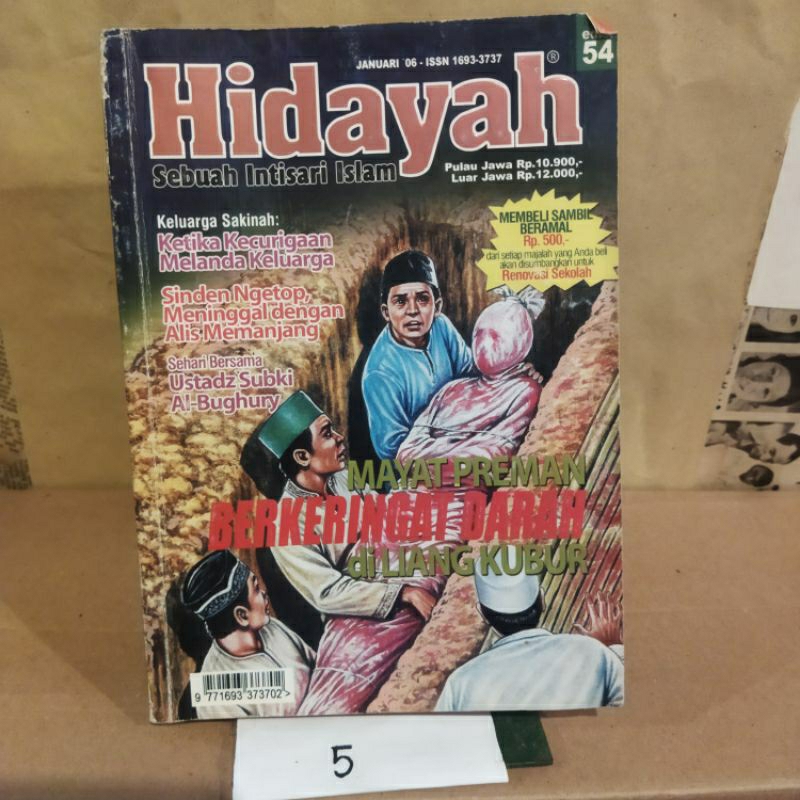 54
JANUARI '06 - ISSN 1693-3737
Hidayah®
Sebuah Intisari Islam
Pulau Jawa Rp.10.900,-
Luar Jawa Rp.12.000,-
Keluarga Sakinah:
Ketika Kecurigaan
Melanda Keluarga
Sinden Ngetop,
Meninggal dengan
Alis Memanjang
Sehari Bersama
Ustadz Subki
Al-Bughury
MEMBELI SAMBIL
BERAMAL
Rp. 500,-
dari setiap majalah yang Anda beli
akan disumbangkan untuk
Renovasi Sekolah
MAYAT PREMAN
BERKERINGAT DARAH
di LIANG KUBUR
9 771693 373702>
5